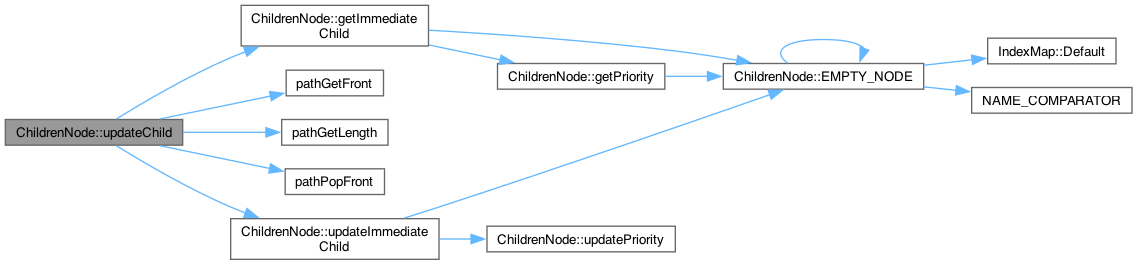 ChildrenNode::updateChild
ChildrenNode::getImmediate
Child
pathGetFront
pathGetLength
pathPopFront
ChildrenNode::updateImmediate
Child
ChildrenNode::getPriority
ChildrenNode::updatePriority
ChildrenNode::EMPTY_NODE
IndexMap::Default
NAME_COMPARATOR